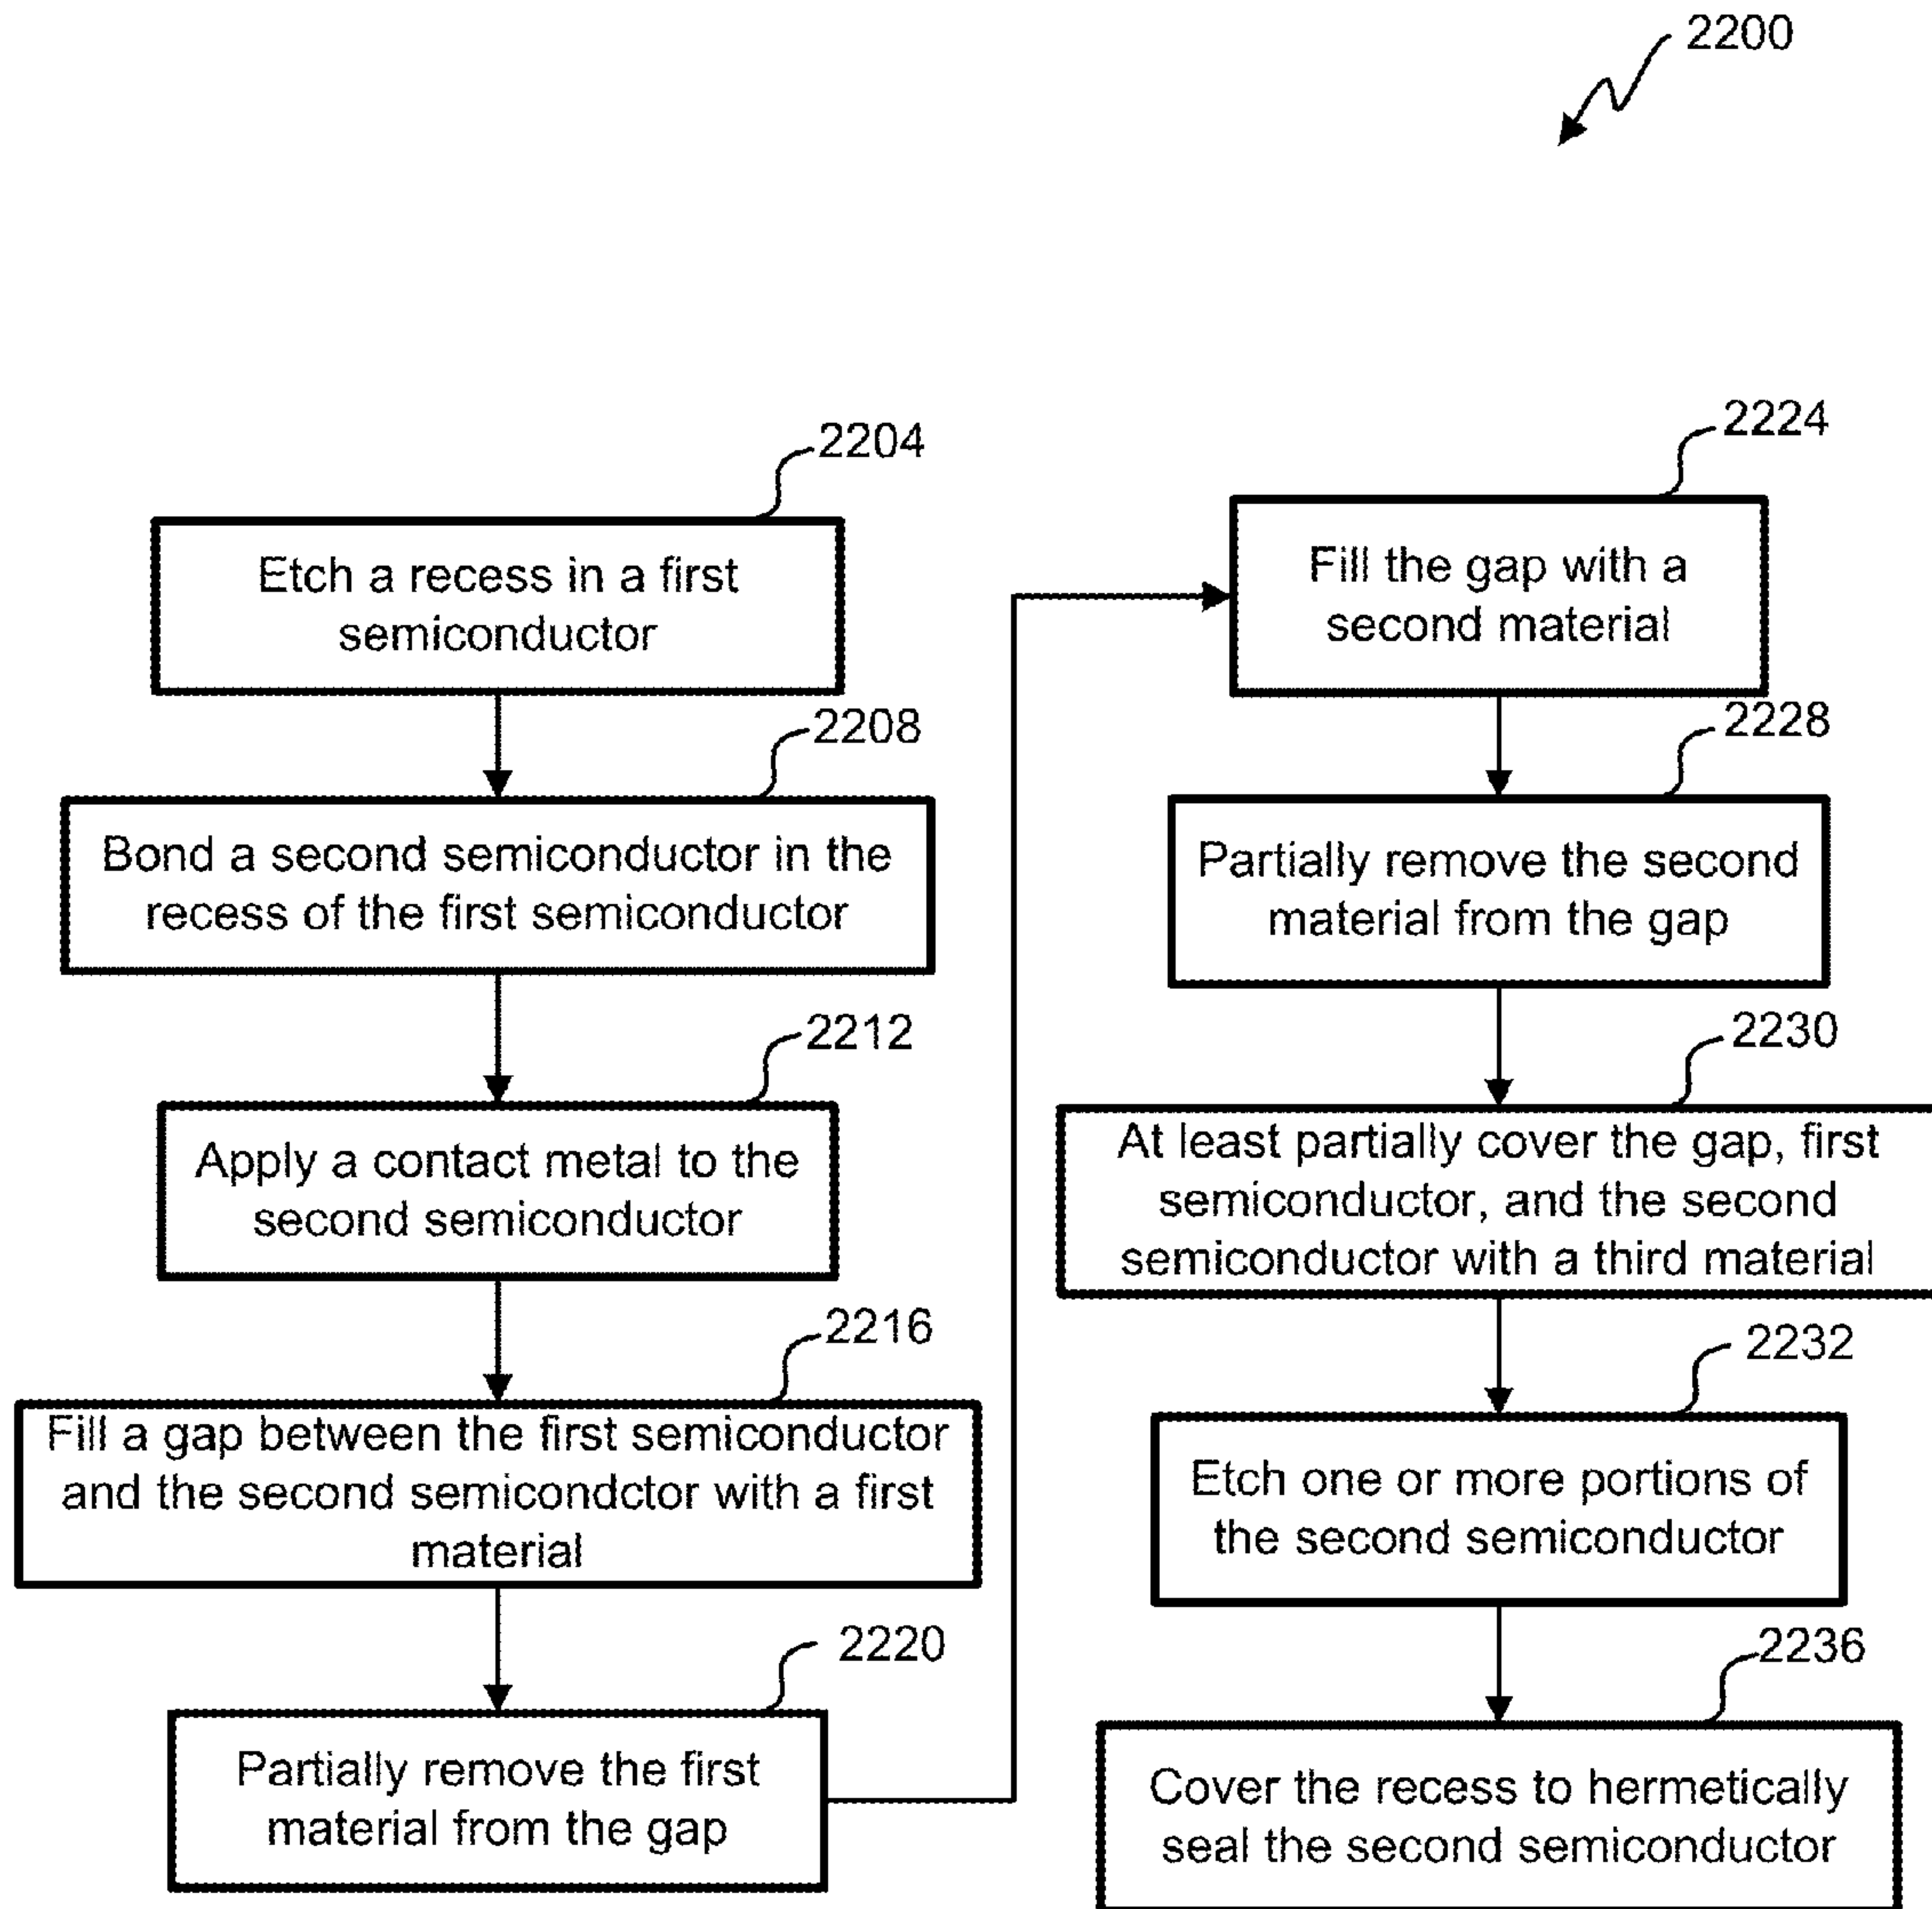 2200
2204
Etch a recess in a first
semiconductor
2208
Bond a second semiconductor in the
recess of the first semiconductor
2212
Apply a contact metal to the
second semiconductor
2216
Fill a gap between the first semiconductor
and the second semicondctor with a first
material
2220
Partially remove the first
material from the gap
2224
Fill the gap with a
second material
2228
Partially remove the second
material from the gap
2230
At least partially cover the gap, first
semiconductor, and the second
semiconductor with a third material
2232
Etch one or more portions of
the second semiconductor
2236
Cover the recess to hermetically
seal the second semiconductor